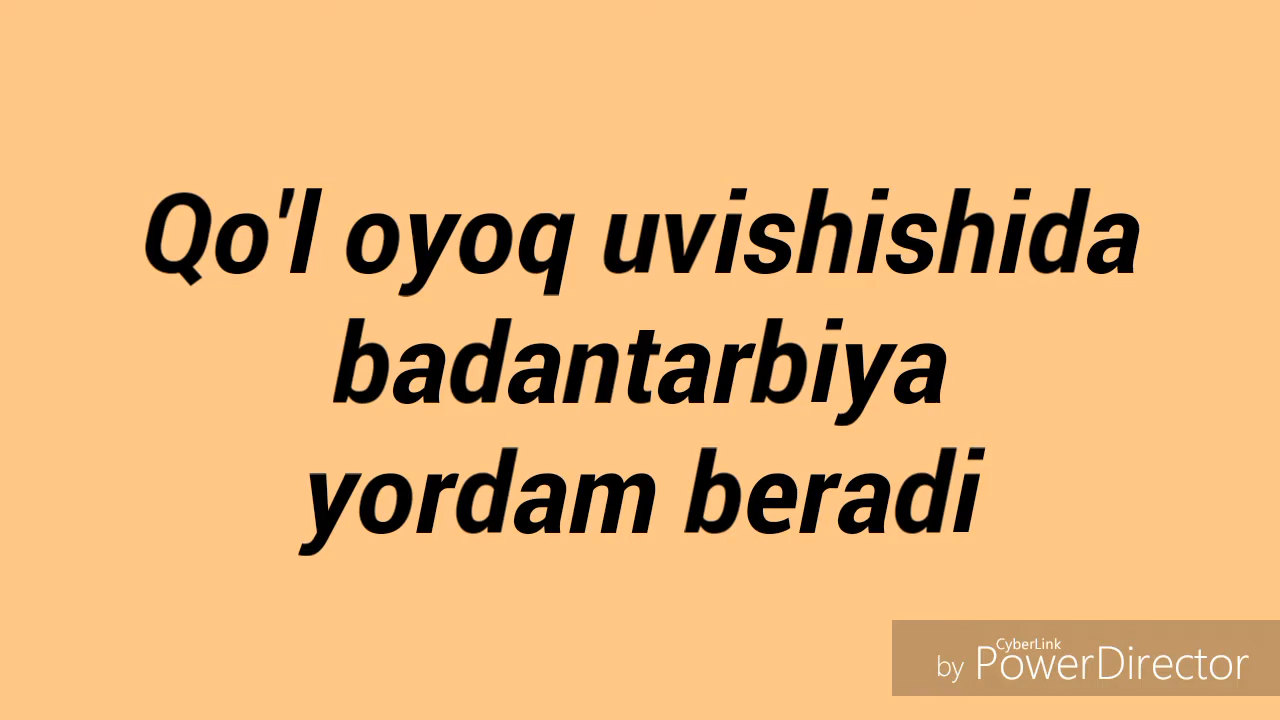 Qo'l oyoq uvishishida
badantarbiya
yordam beradi
CyberLink
by PowerDirector